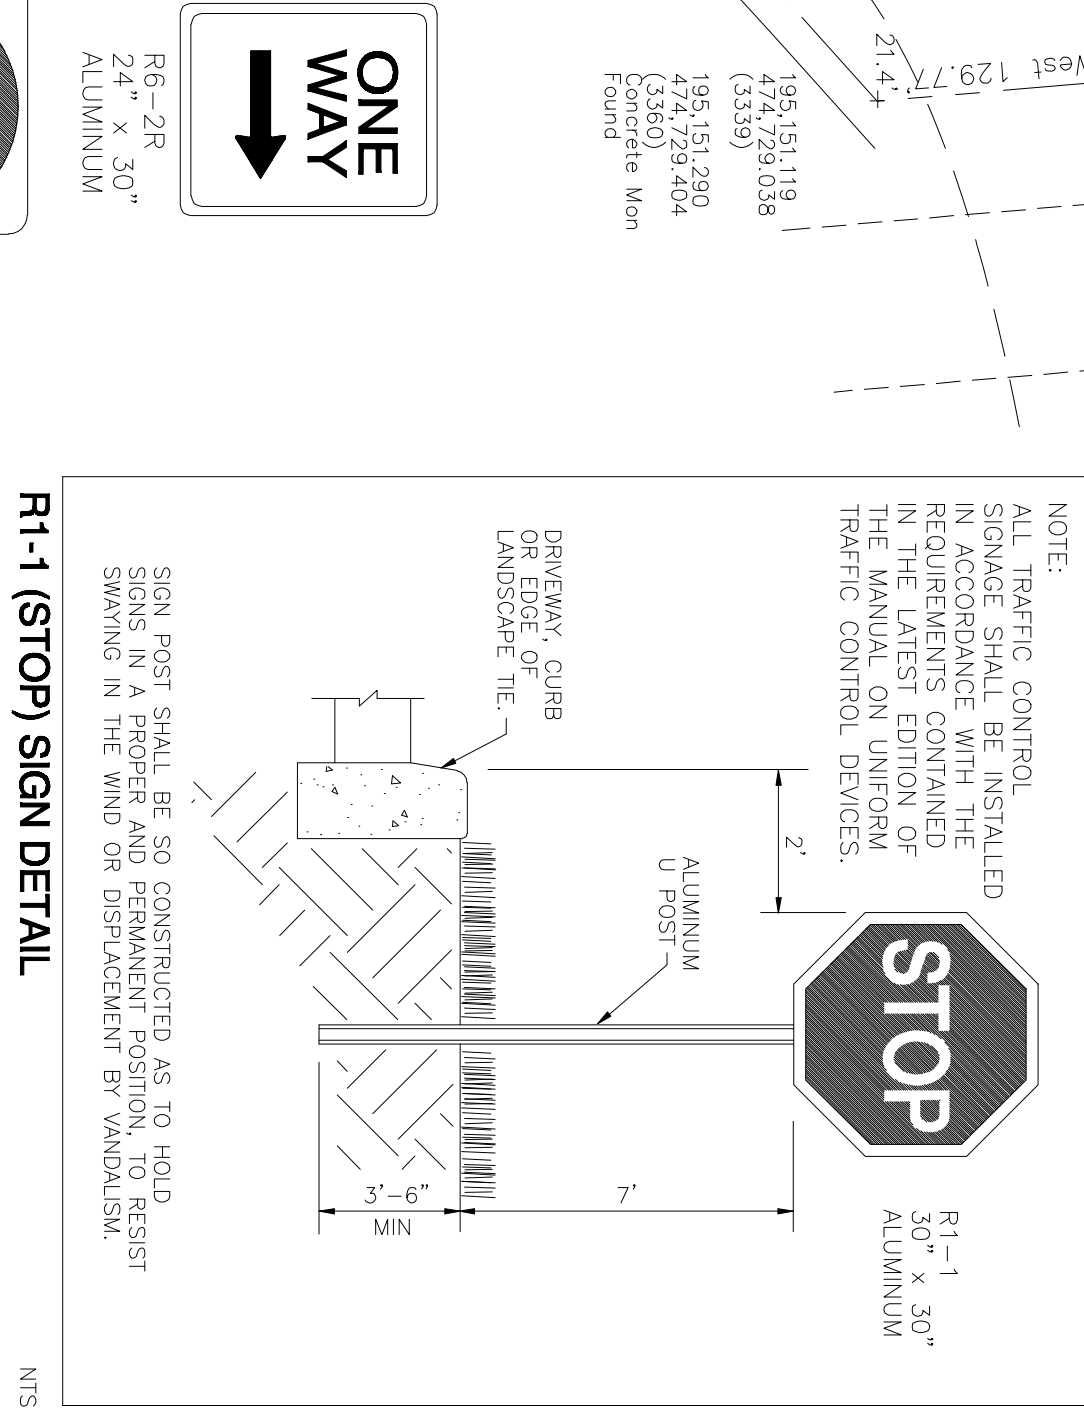 21.4'
West 129.77'
195,151.119
474,729.038
(3339)
195,151.290
474,729.404
(3360)
Concrete Mon
Found
ONE
WAY
R6-2R
24" x 30"
ALUMINUM
NOTE:
ALL TRAFFIC CONTROL
SIGNAGE SHALL BE INSTALLED
IN ACCORDANCE WITH THE
REQUIREMENTS CONTAINED
IN THE LATEST EDITION OF
THE MANUAL ON UNIFORM
TRAFFIC CONTROL DEVICES.
2'
STOP
R1-1
30" x 30"
ALUMINUM
ALUMINUM
U POST
DRIVEWAY, CURB
OR EDGE OF
LANDSCAPE TIE.
7'
3'-6"
MIN
SIGN POST SHALL BE SO CONSTRUCTED AS TO HOLD
SIGNS IN A PROPER AND PERMANENT POSITION, TO RESIST
SWAYING IN THE WIND OR DISPLACEMENT BY VANDALISM.
R1-1 (STOP) SIGN DETAIL
NTS